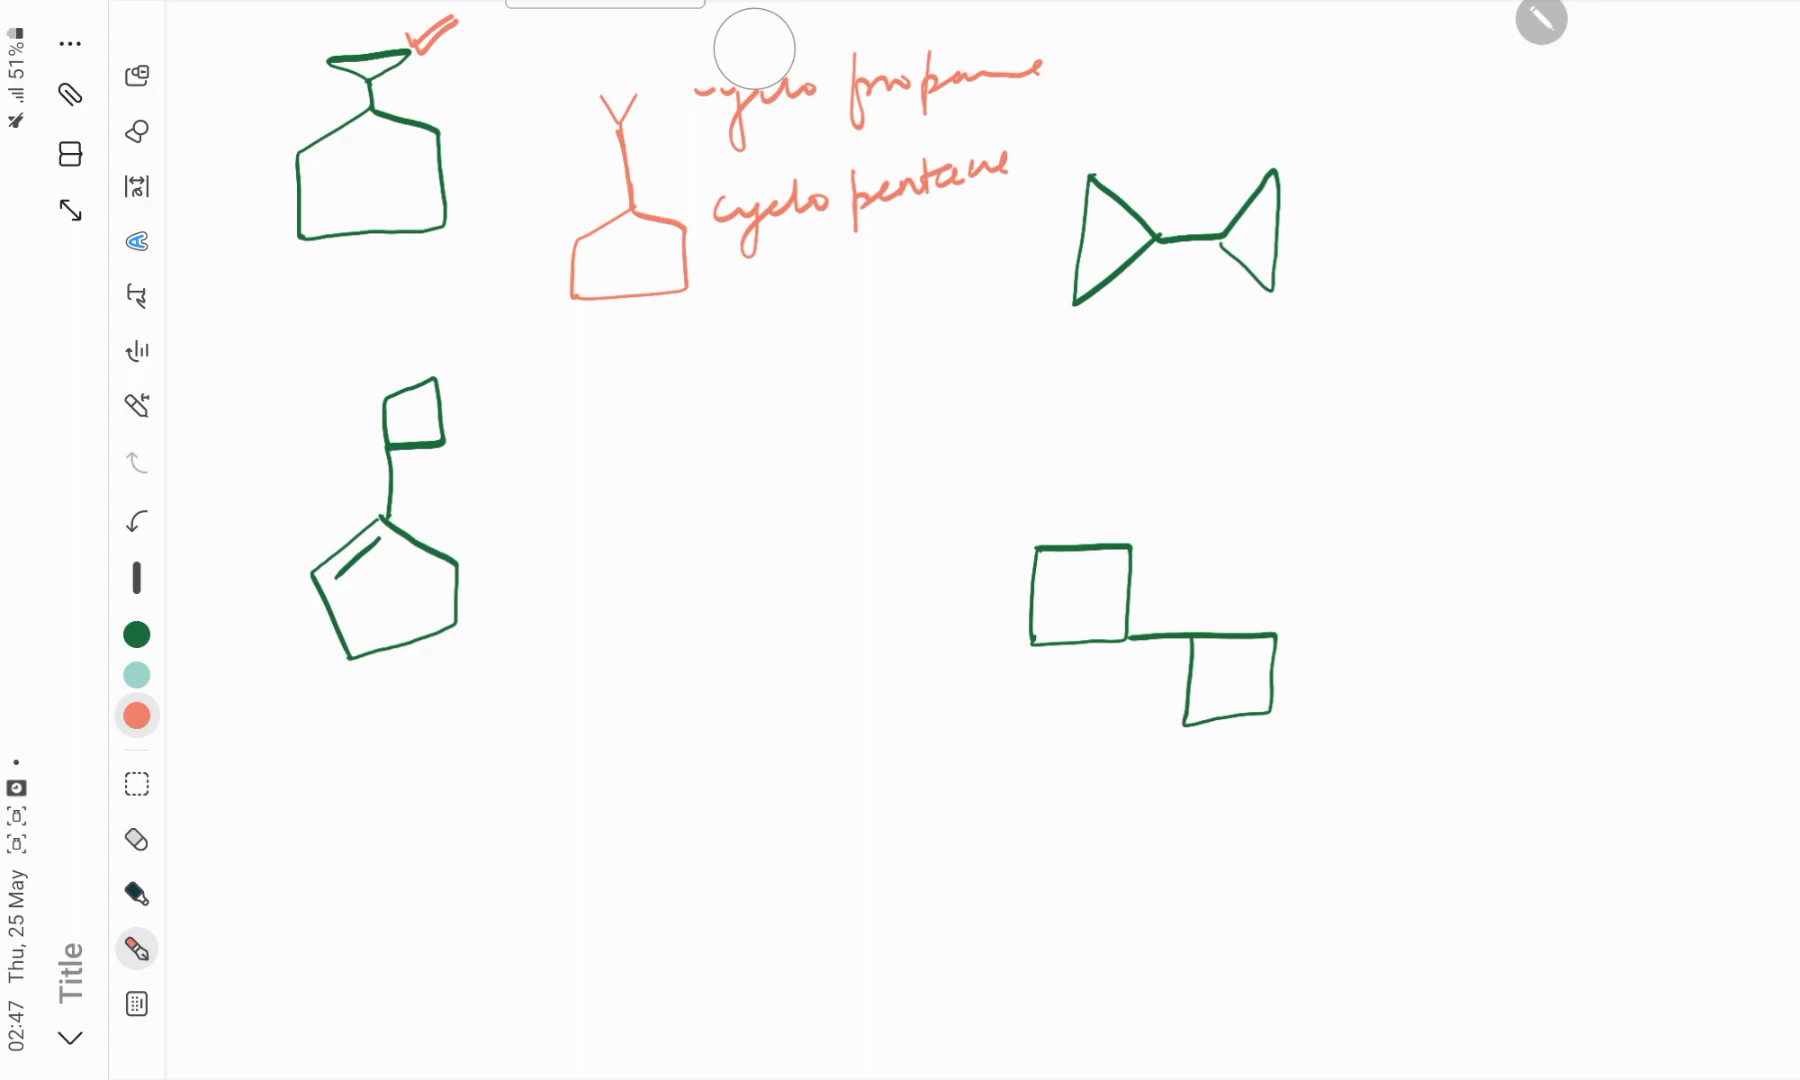 cyclo propane
cyclo pentane
02:47 Thu, 25 May
51%
Title